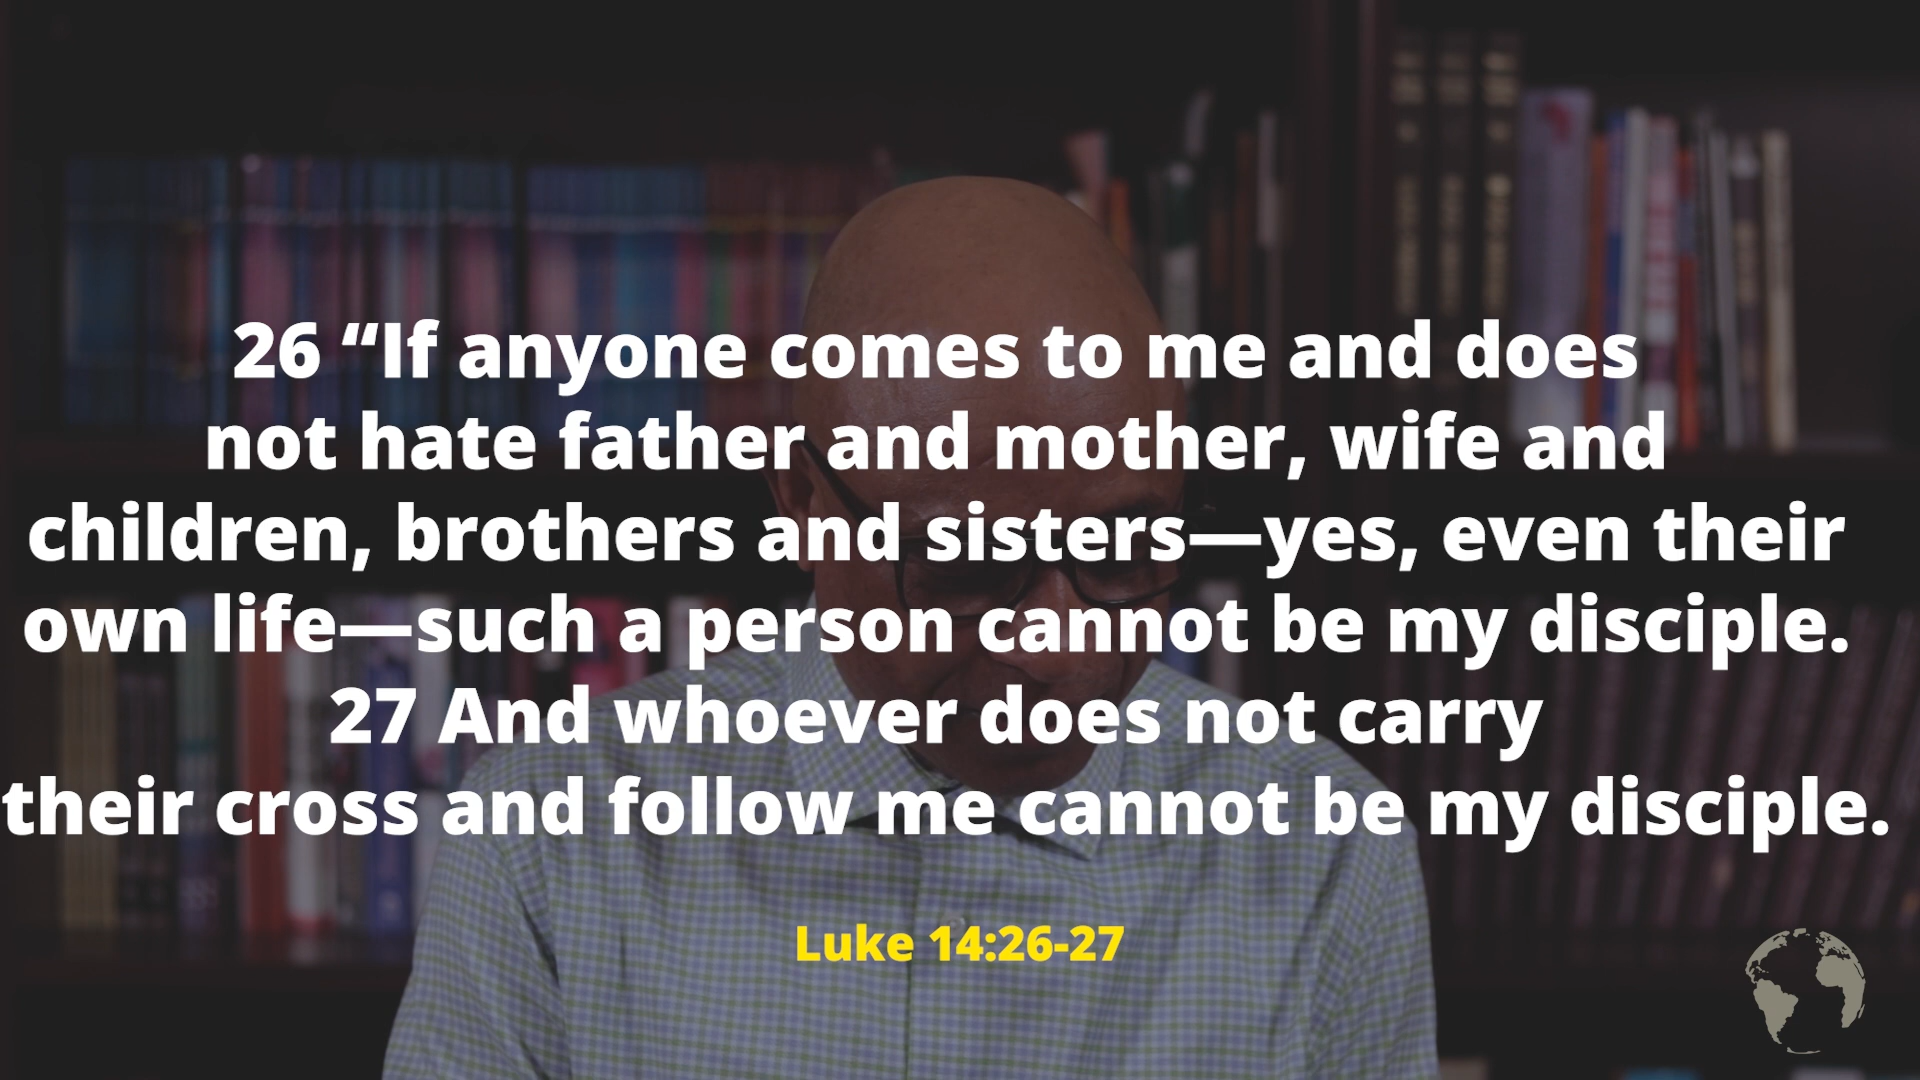 26 “If anyone comes to me and does
not hate father and mother, wife and
children, brothers and sisters—yes, even their
own life—such a person cannot be my disciple.
27 And whoever does not carry
their cross and follow me cannot be my disciple.
Luke 14:26-27